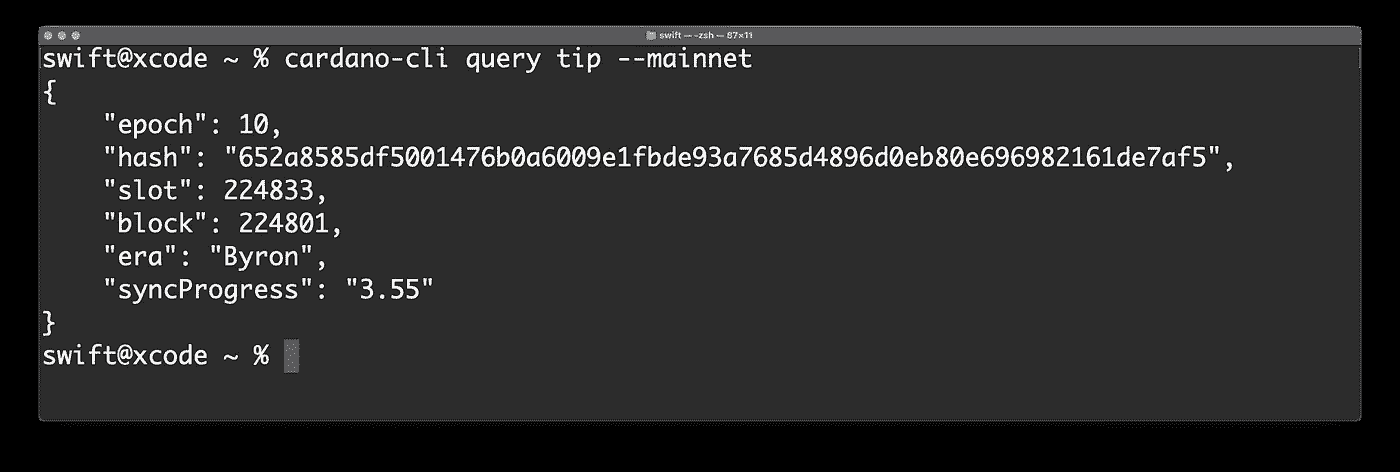 swift — -zsh — 87×11
swift@xcode ~ % cardano-cli query tip --mainnet
{
    "epoch": 10,
    "hash": "652a8585df5001476b0a6009e1fbde93a7685d4896d0eb80e696982161de7af5",
    "slot": 224833,
    "block": 224801,
    "era": "Byron",
    "syncProgress": "3.55"
}
swift@xcode ~ %